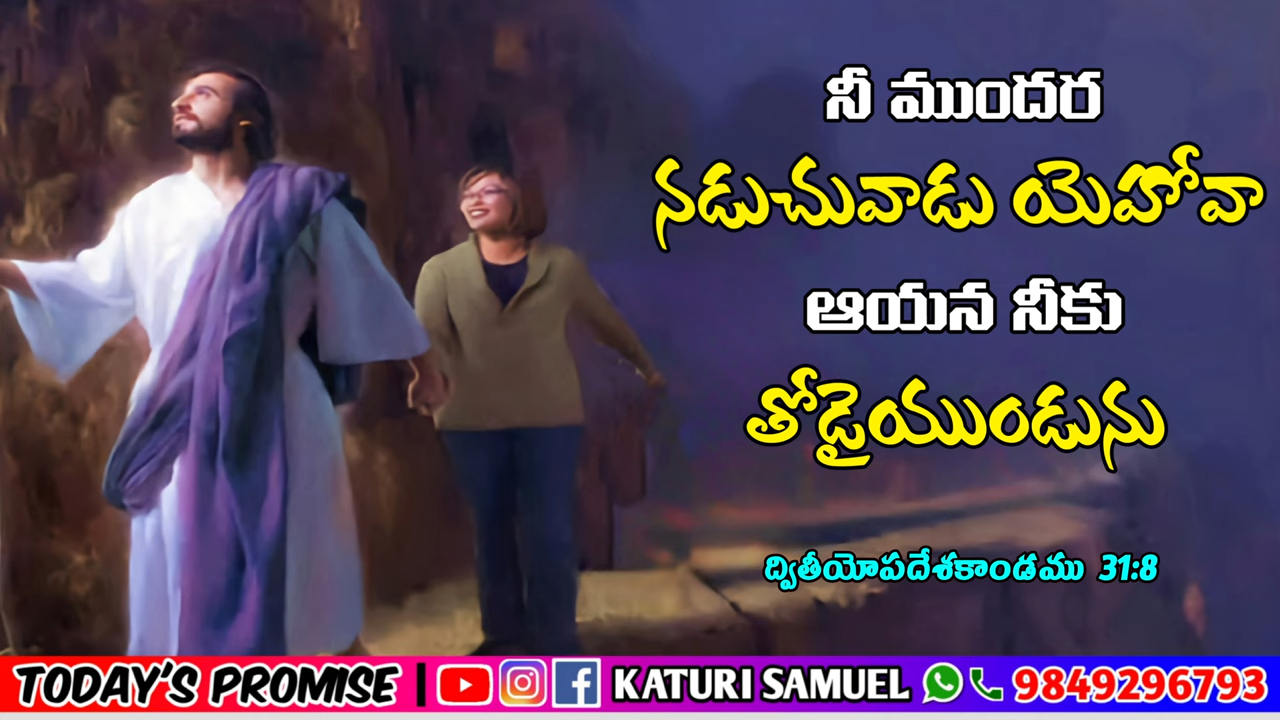 నీ ముందర
నడుచువాడు యెహోవా
ఆయన నీకు
తోడైయుండును
ద్వితీయోపదేశకాండము 31:8
TODAY'S PROMISE | KATURI SAMUEL 9849296793